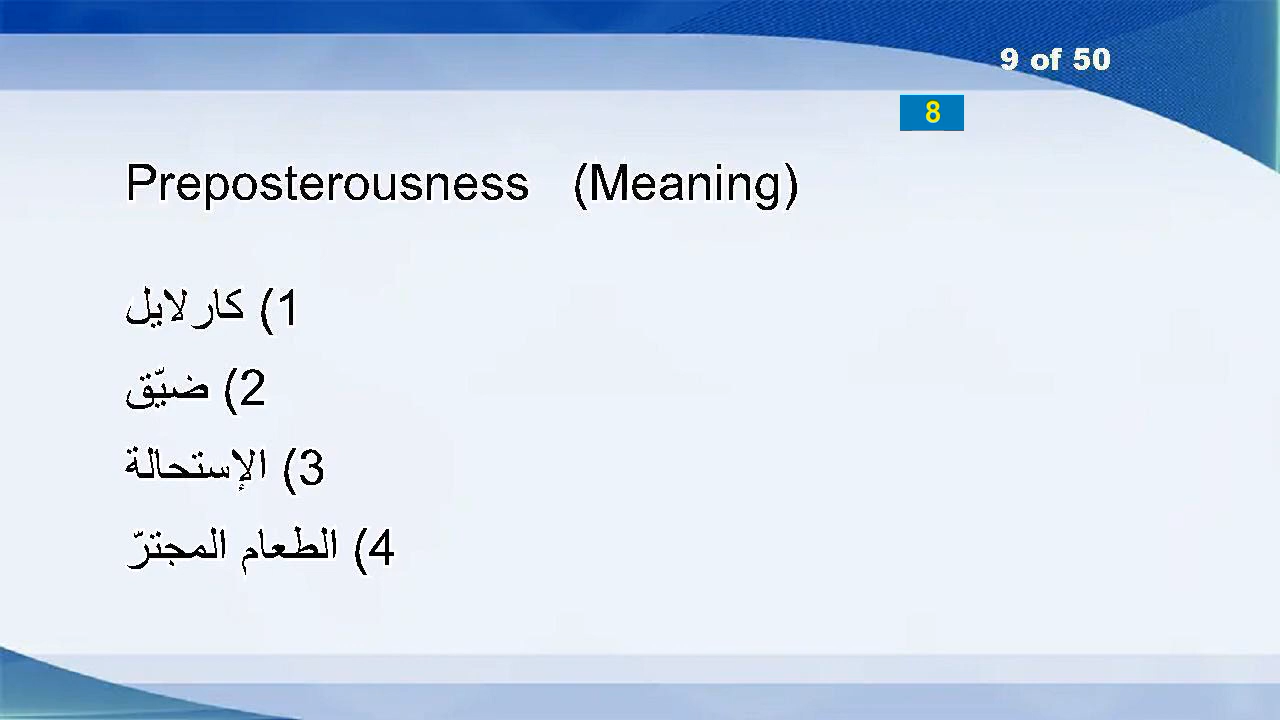 9 of 50
8
Preposterousness (Meaning)
1) كارلايل
2) ضيّق
3) الإستحالة
4) الطعام المجترّ